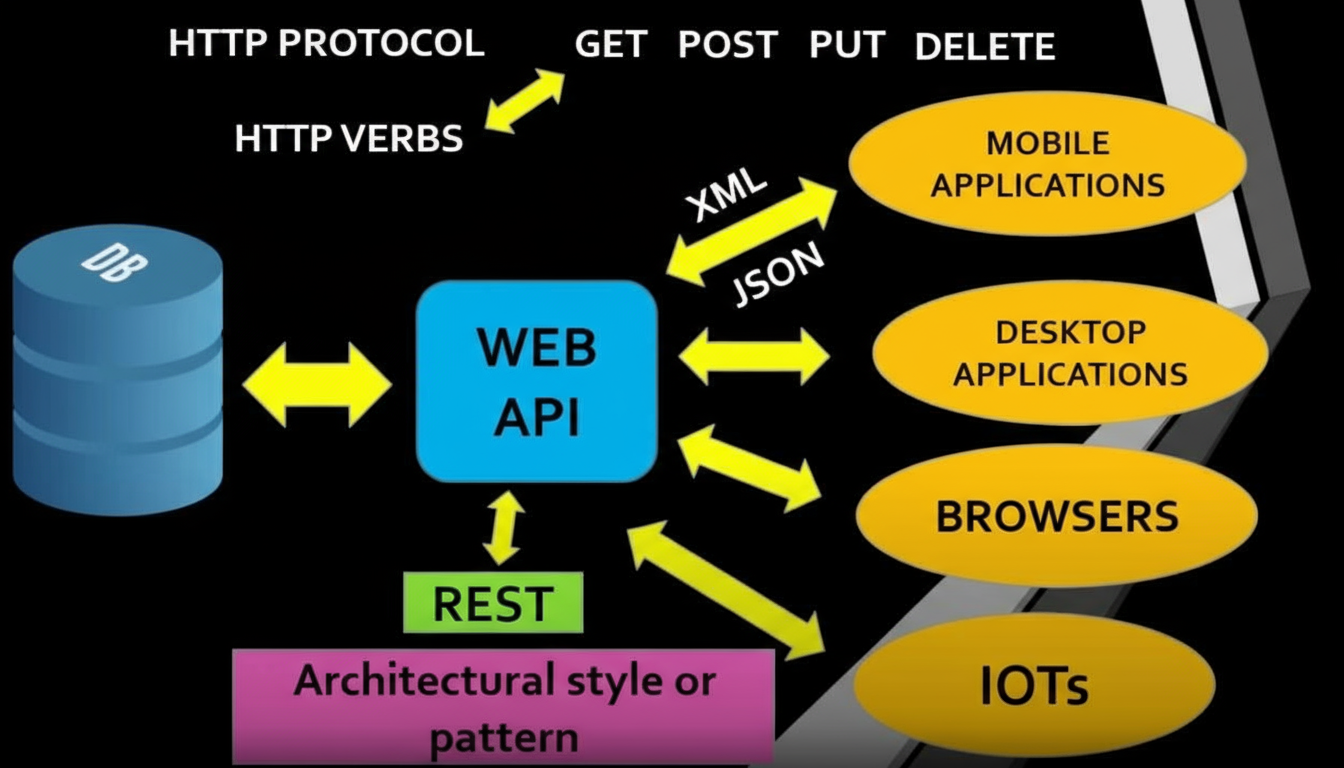 HTTP PROTOCOL
GET POST PUT DELETE
HTTP VERBS
MOBILE
APPLICATIONS
XML
JSON
DB
WEB
API
DESKTOP
APPLICATIONS
BROWSERS
REST
IOTs
Architectural style or
pattern